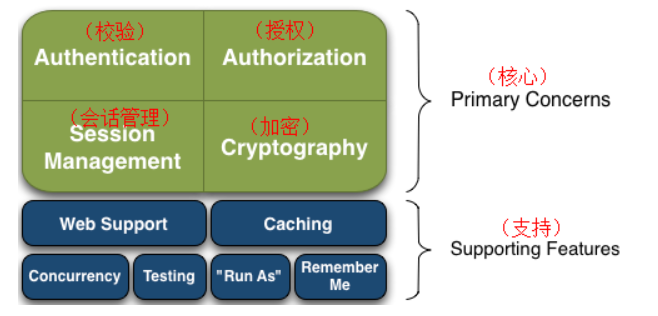 （校验）
Authentication
（授权）
Authorization
（会话管理）
Session
Management
（加密）
Cryptography
（核心）
Primary Concerns
Web Support
Caching
Concurrency
Testing
"Run As"
Remember
Me
（支持）
Supporting Features